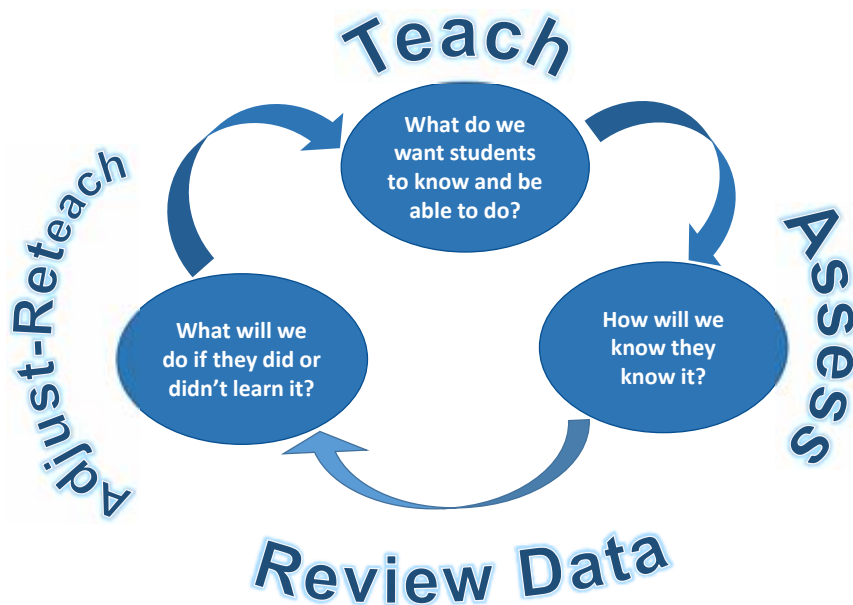 Teach
What do we
want students
to know and be
able to do?
Assess
How will we
know they
know it?
Review Data
Adjust-Reteach
What will we
do if they did or
didn’t learn it?